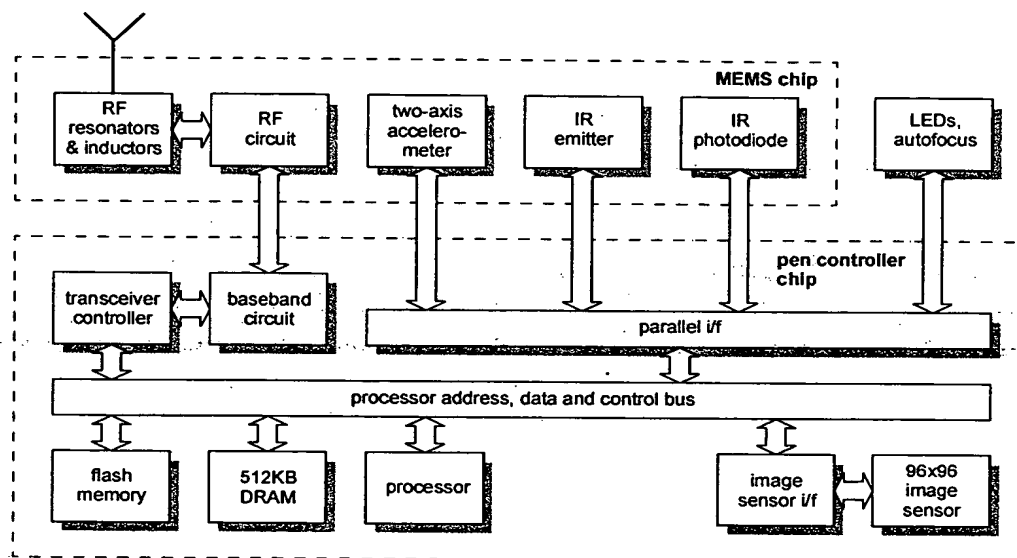 MEMS chip
RF
resonators
& inductors
RF
circuit
two-axis
accelero-
meter
IR
emitter
IR
photodiode
LEDs,
autofocus
pen controller
chip
transceiver
controller
baseband
circuit
parallel i/f
processor address, data and control bus
flash
memory
512KB
DRAM
processor
image
sensor i/f
96x96
image
sensor